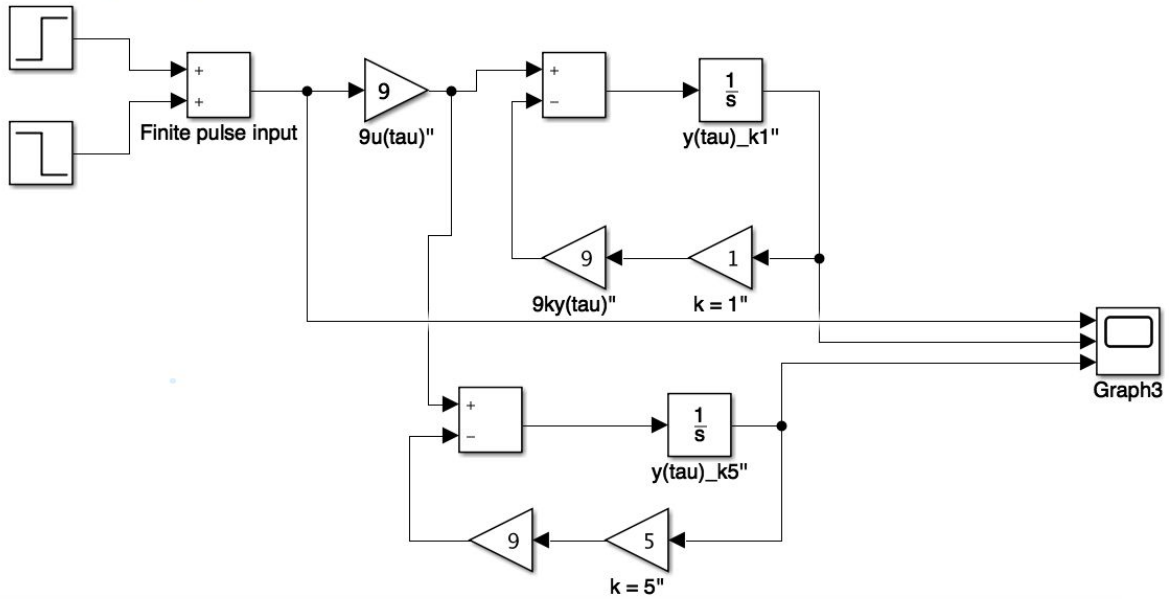 +
+
Finite pulse input
9
9u(tau)"
+
−
1
s
y(tau)_k1"
9
9ky(tau)"
1
k = 1"
Graph3
+
−
1
s
y(tau)_k5"
9
5
k = 5"